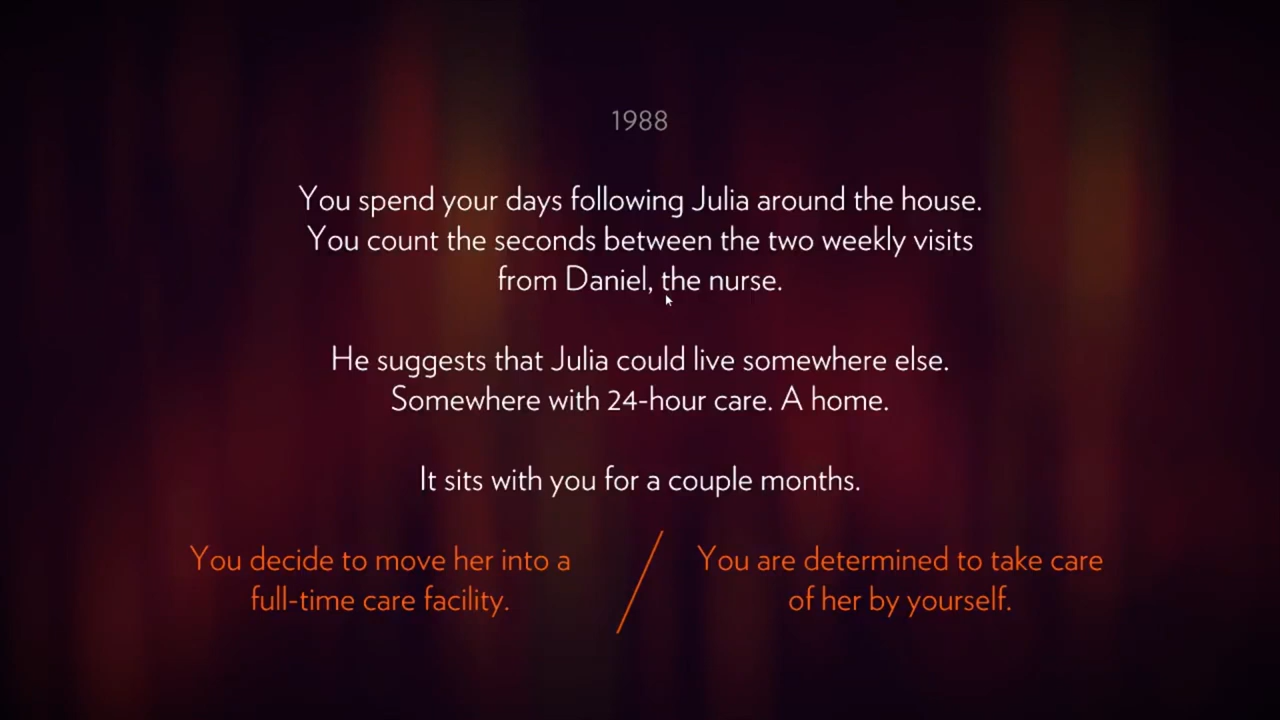 1988
You spend your days following Julia around the house.
You count the seconds between the two weekly visits
from Daniel, the nurse.
He suggests that Julia could live somewhere else.
Somewhere with 24-hour care. A home.
It sits with you for a couple months.
You decide to move her into a
full-time care facility.
You are determined to take care
of her by yourself.